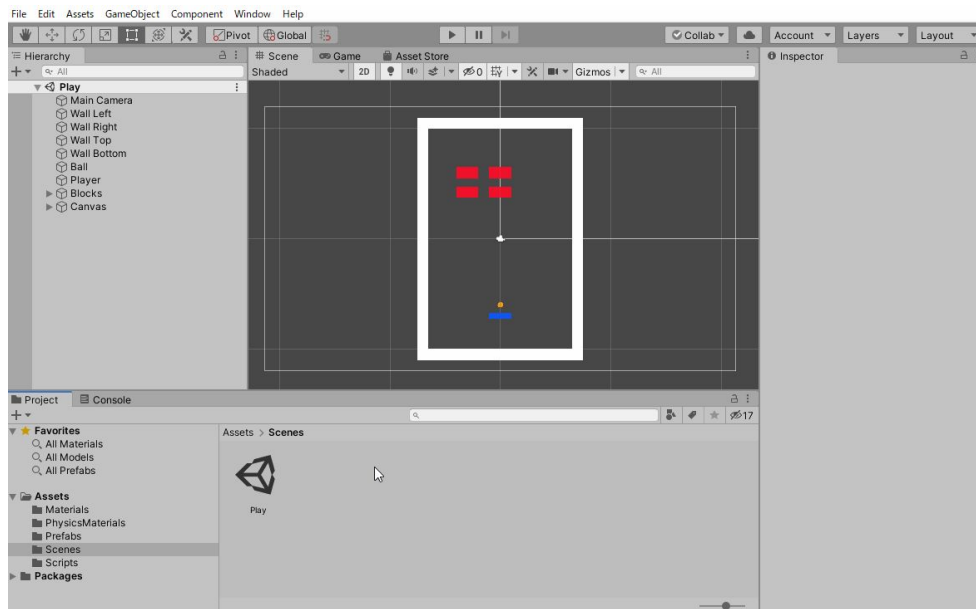 File Edit Assets GameObject Component Window Help
Pivot Global Collab Account Layers Layout
Hierarchy
All
Play
Main Camera
Wall Left
Wall Right
Wall Top
Wall Bottom
Ball
Player
Blocks
Canvas
Scene Game Asset Store
Shaded 2D 0 Gizmos All
Inspector
Project Console
17
Favorites
All Materials
All Models
All Prefabs
Assets
Materials
PhysicsMaterials
Prefabs
Scenes
Scripts
Packages
Assets > Scenes
Play